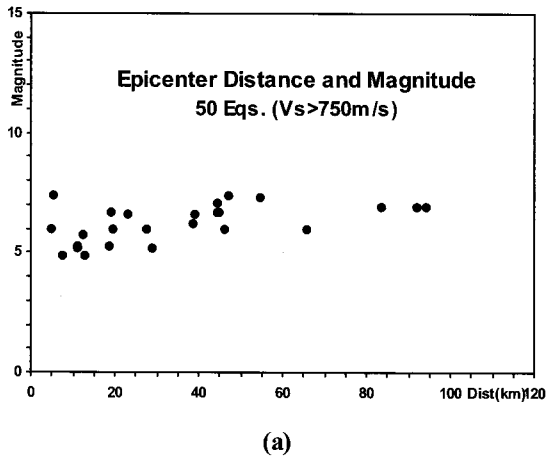 15
Magnitude
Epicenter Distance and Magnitude
50 Eqs. (Vs>750m/s)
10
5
0
0 20 40 60 80 100 Dist(km) 120
(a)